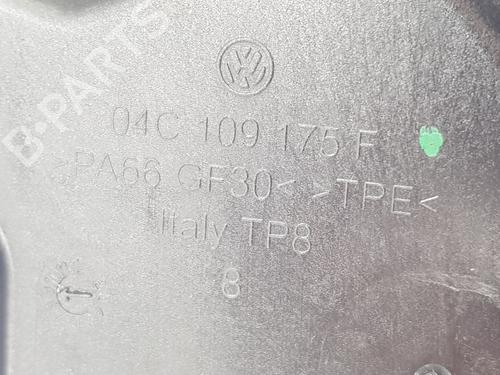 B-PARTS
04C 109 175 F
>PA66 GF30< >TPE<
Italy TP8
8